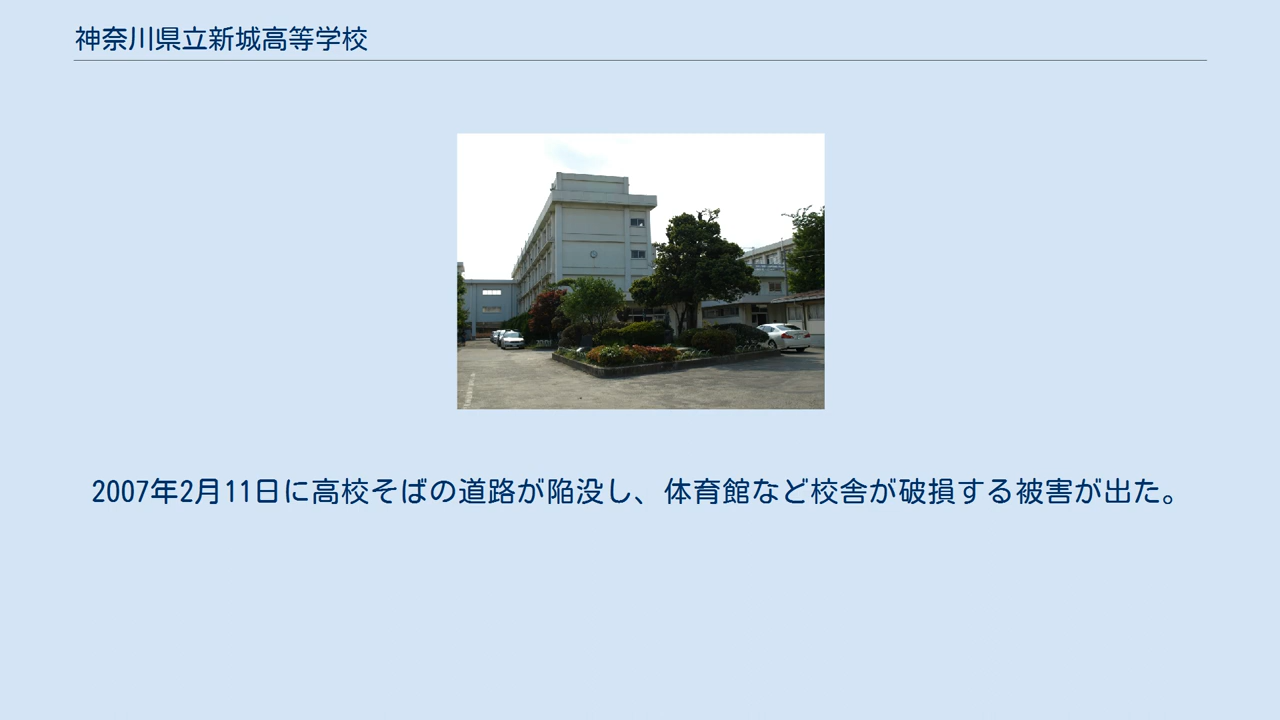 神奈川県立新城高等学校
2007年2月11日に高校そばの道路が陥没し、体育館など校舎が破損する被害が出た。